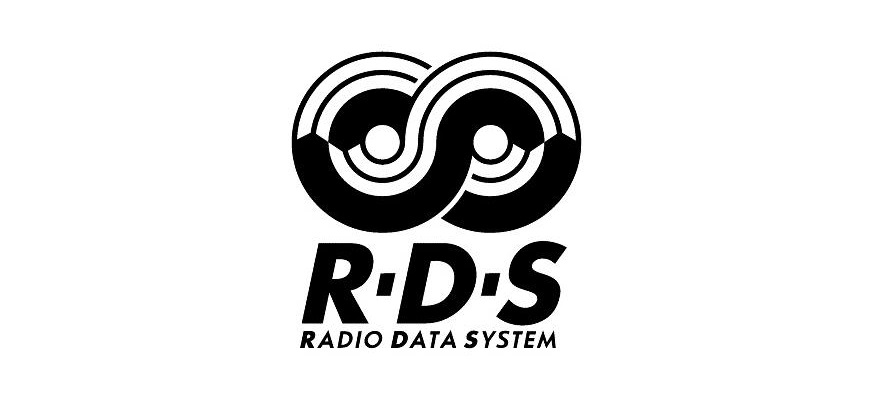 R·D·S
RADIO DATA SYSTEM